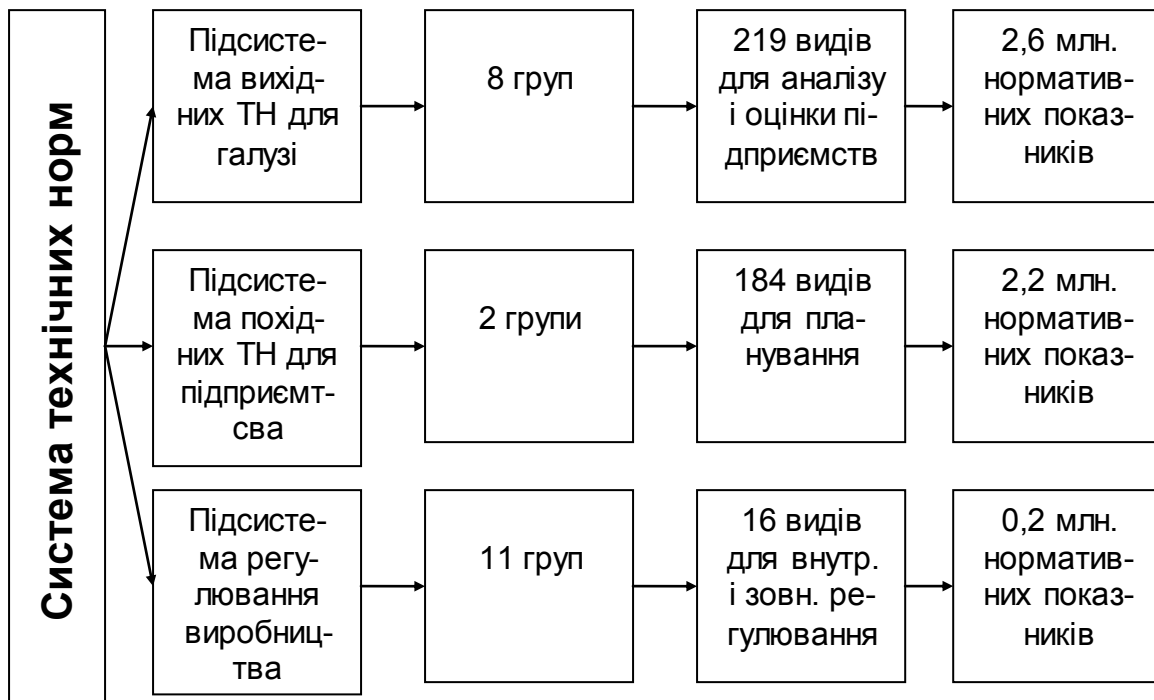 Система технічних норм
Підсисте-
ма вихід-
них ТН для
галузі
8 груп
219 видів
для аналізу
і оцінки пі-
дприємств
2,6 млн.
норматив-
них показ-
ників
Підсисте-
ма похід-
них ТН для
підприємт-
сва
2 групи
184 видів
для пла-
нування
2,2 млн.
норматив-
них показ-
ників
Підсисте-
ма регу-
лювання
виробниц-
тва
11 груп
16 видів
для внутр.
і зовн. ре-
гулювання
0,2 млн.
норматив-
них показ-
ників